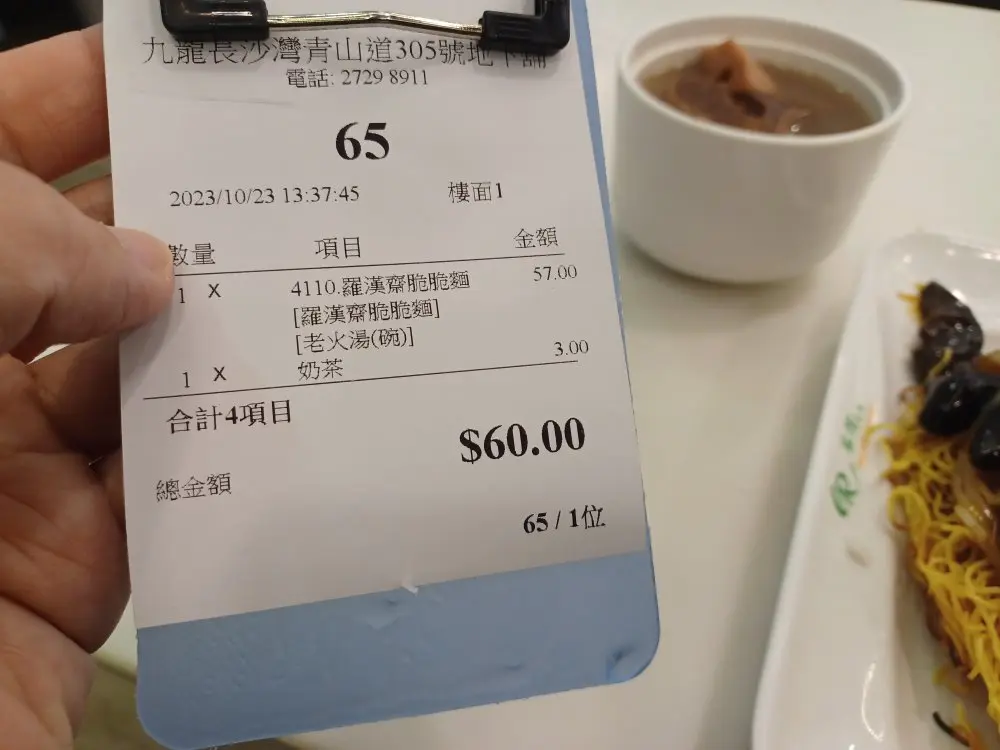 九龍長沙灣青山道305號地下舖
電話: 2729 8911
65
2023/10/23 13:37:45 樓面1
數量 項目 金額
1 X 4110.羅漢齋脆脆麵 57.00
[羅漢齋脆脆麵]
[老火湯(碗)]
1 X 奶茶 3.00
合計4項目
$60.00
總金額
65 / 1位